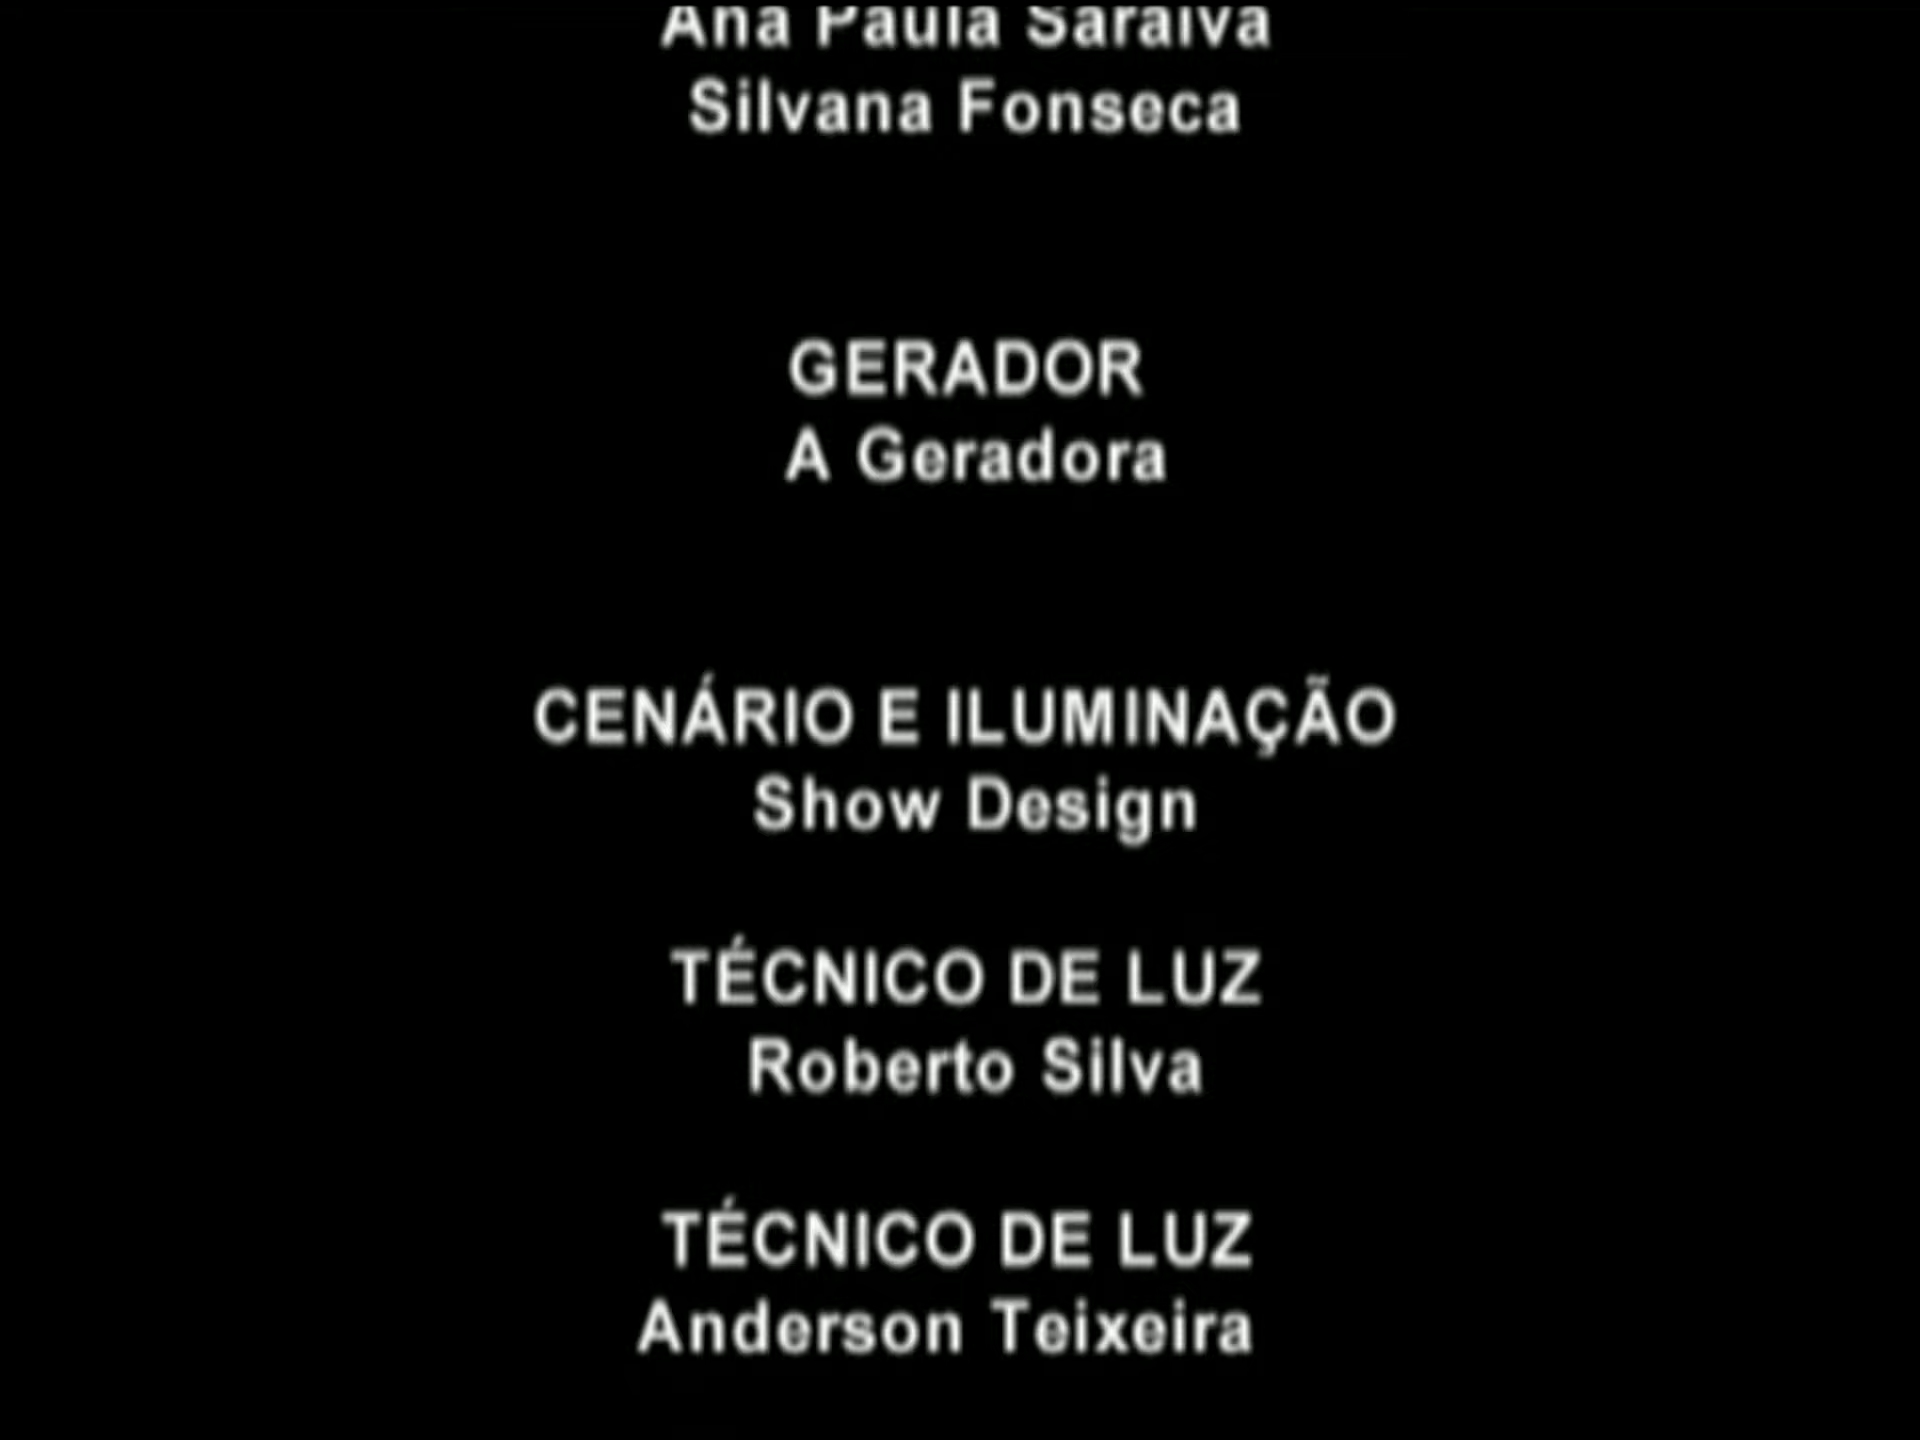 Ana Paula Saraiva
Silvana Fonseca
GERADOR
A Geradora
CENÁRIO E ILUMINAÇÃO
Show Design
TÉCNICO DE LUZ
Roberto Silva
TÉCNICO DE LUZ
Anderson Teixeira